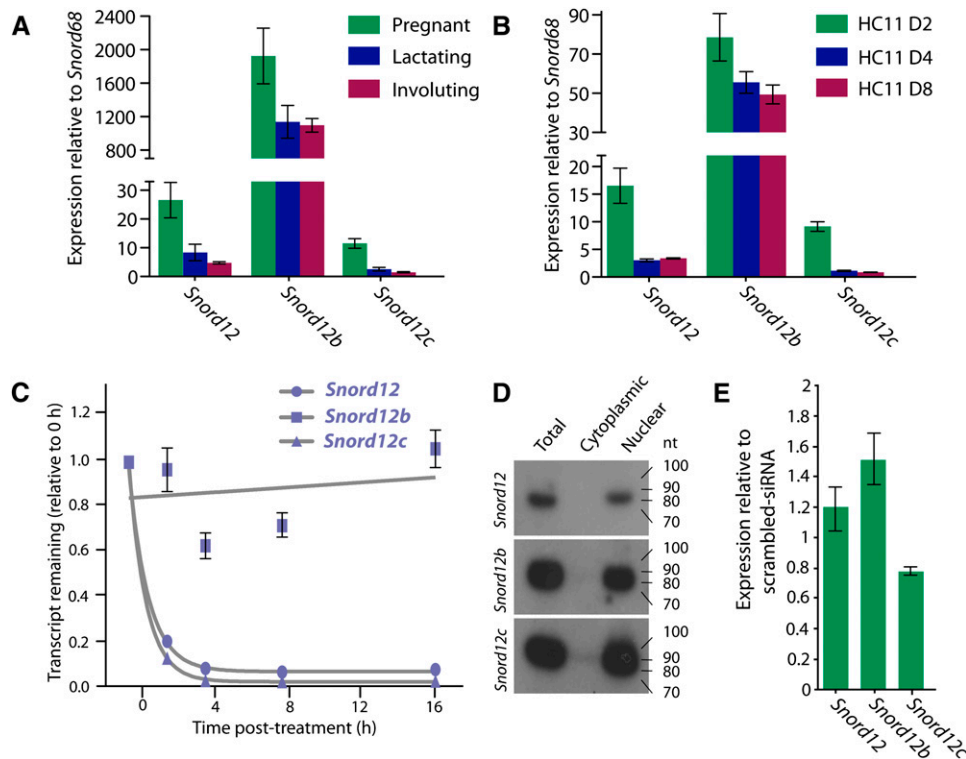 A
Expression relative to Snord68
2400
2000
1600
1200
800
30
20
10
0
Pregnant
Lactating
Involuting
Snord12
Snord12b
Snord12c
B
Expression relative to Snord68
90
70
50
30
20
15
10
5
0
HC11 D2
HC11 D4
HC11 D8
Snord12
Snord12b
Snord12c
C
Transcript remaining (relative to 0 h)
1.2
1.0
0.8
0.6
0.4
0.2
0.0
Snord12
Snord12b
Snord12c
0 4 8 12 16
Time post-treatment (h)
D
Total
Cytoplasmic
Nuclear
nt
Snord12
100
90
80
70
Snord12b
100
90
80
70
Snord12c
100
90
80
70
E
Expression relative to
scrambled-siRNA
2
1.8
1.6
1.4
1.2
1
0.8
0.6
0.4
0.2
0
Snord12
Snord12b
Snord12c